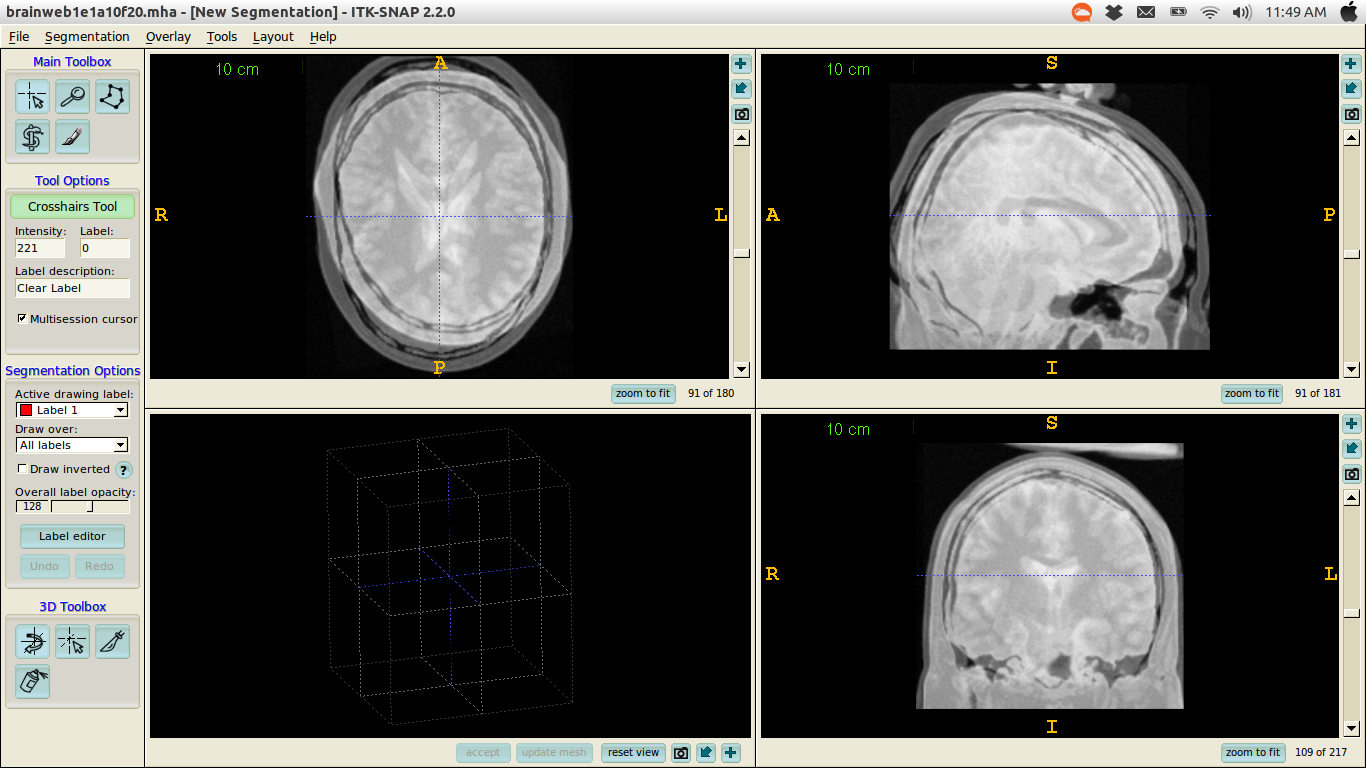 brainweb1e1a10f20.mha - [New Segmentation] - ITK-SNAP 2.2.0
11:49 AM
File Segmentation Overlay Tools Layout Help
Main Toolbox
Tool Options
Crosshairs Tool
Intensity: Label:
221 0
Label description:
Clear Label
Multisession cursor
Segmentation Options
Active drawing label:
Label 1
Draw over:
All labels
Draw inverted ?
Overall label opacity:
128
Label editor
Undo Redo
3D Toolbox
10 cm
A
R L
P
zoom to fit 91 of 180
10 cm
S
A P
I
zoom to fit 91 of 181
accept update mesh reset view
10 cm
S
R L
I
zoom to fit 109 of 217